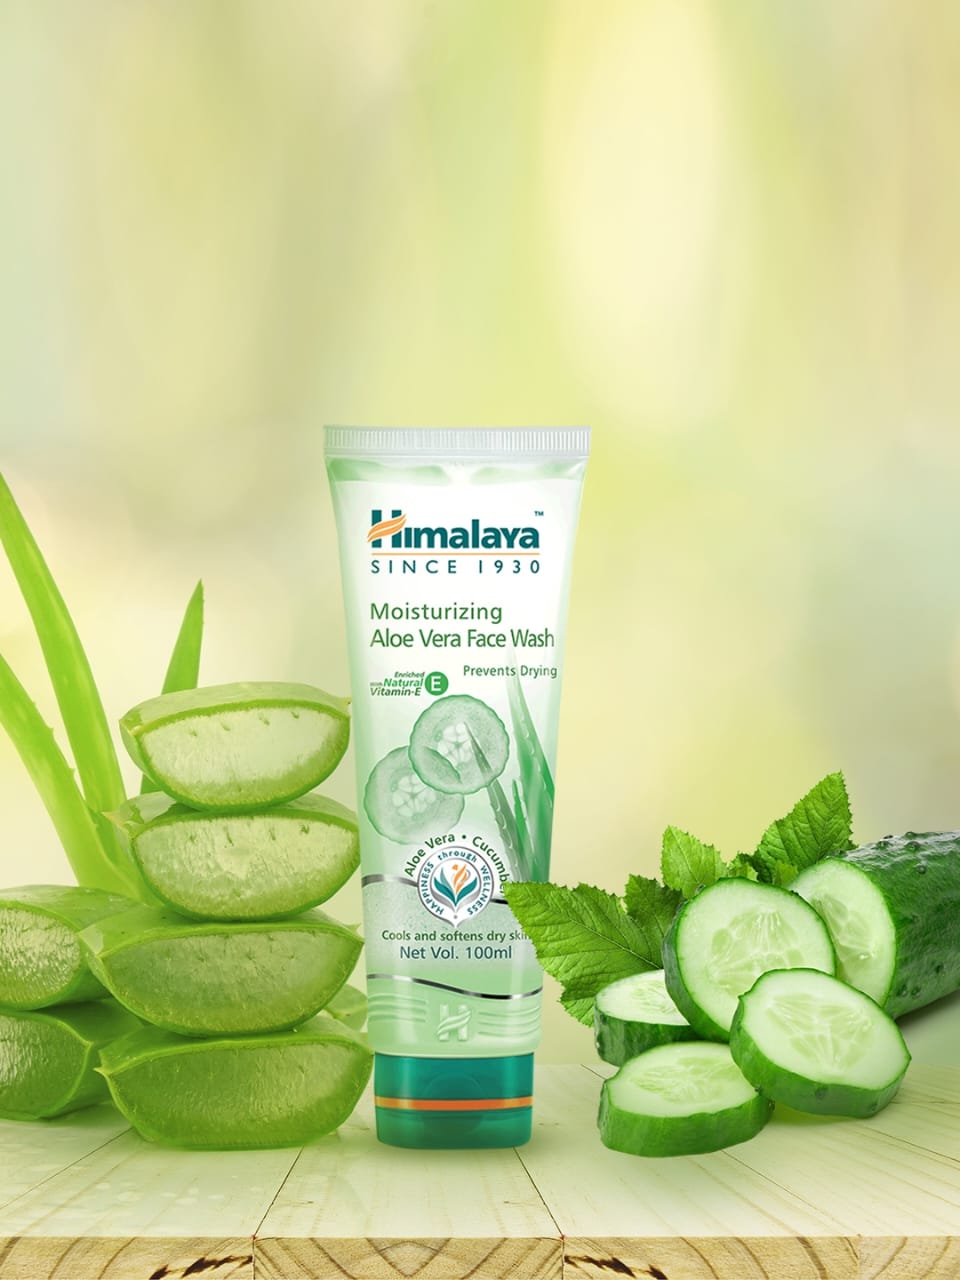 Himalaya™
SINCE 1930
Moisturizing
Aloe Vera Face Wash
Prevents Drying
Enriched
with Natural
Vitamin-E E
Aloe Vera • Cucumber
HAPPINESS through WELLNESS
Cools and softens dry skin
Net Vol. 100ml